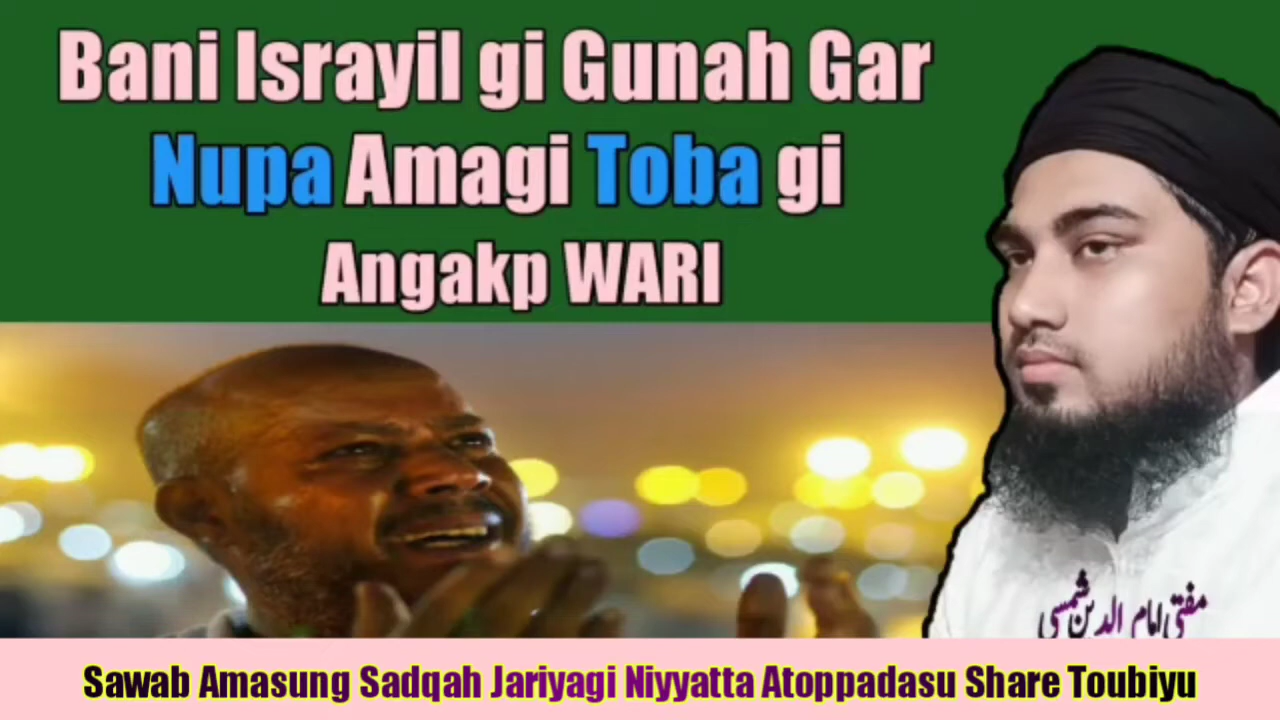 Bani Israyil gi Gunah Gar
Nupa Amagi Toba gi
Angakp WARI
مفتی امام الدین شمسی
Sawab Amasung Sadqah Jariyagi Niyyatta Atoppadasu Share Toubiyu